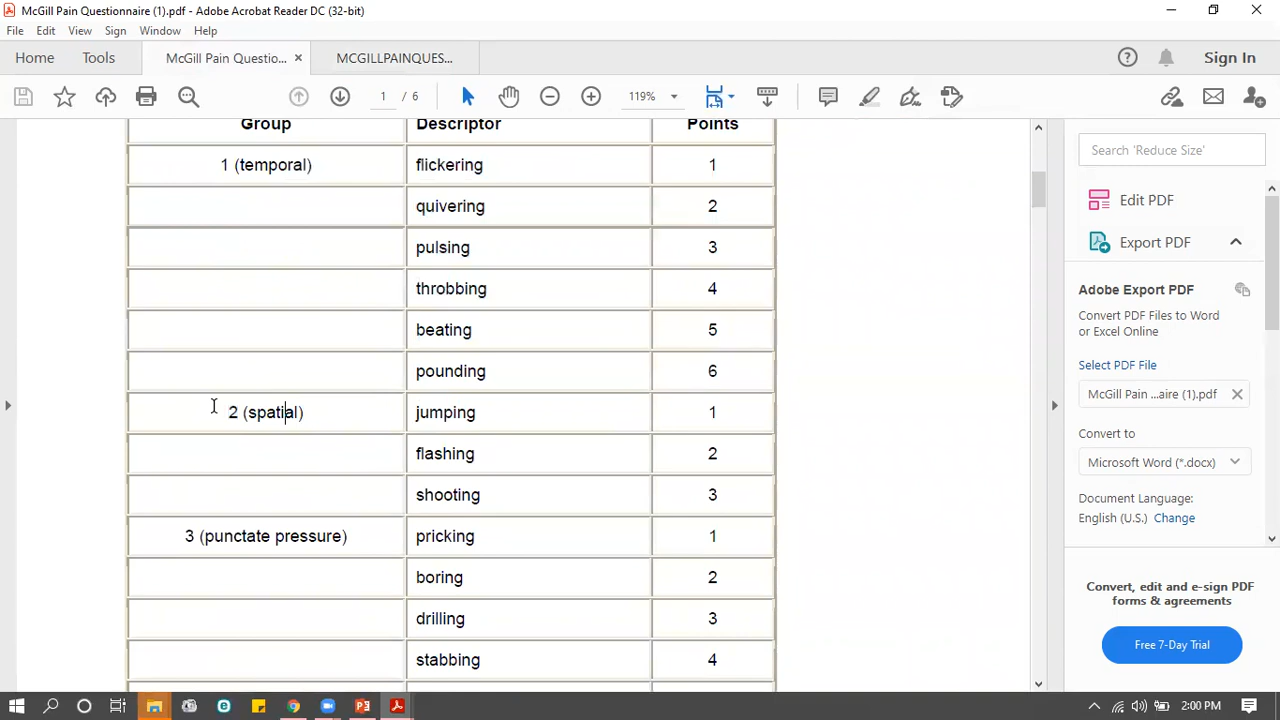 McGill Pain Questionnaire (1).pdf - Adobe Acrobat Reader DC (32-bit)
File Edit View Sign Window Help
Home Tools McGill Pain Questio... × MCGILLPAINQUES... Sign In
1 / 6 119%
Group Descriptor Points
1 (temporal) flickering 1
quivering 2
pulsing 3
throbbing 4
beating 5
pounding 6
2 (spatial) jumping 1
flashing 2
shooting 3
3 (punctate pressure) pricking 1
boring 2
drilling 3
stabbing 4
Search 'Reduce Size'
Edit PDF
Export PDF
Adobe Export PDF
Convert PDF Files to Word
or Excel Online
Select PDF File
McGill Pain ...aire (1).pdf
Convert to
Microsoft Word (*.docx)
Document Language:
English (U.S.) Change
Convert, edit and e-sign PDF
forms & agreements
Free 7-Day Trial
2:00 PM